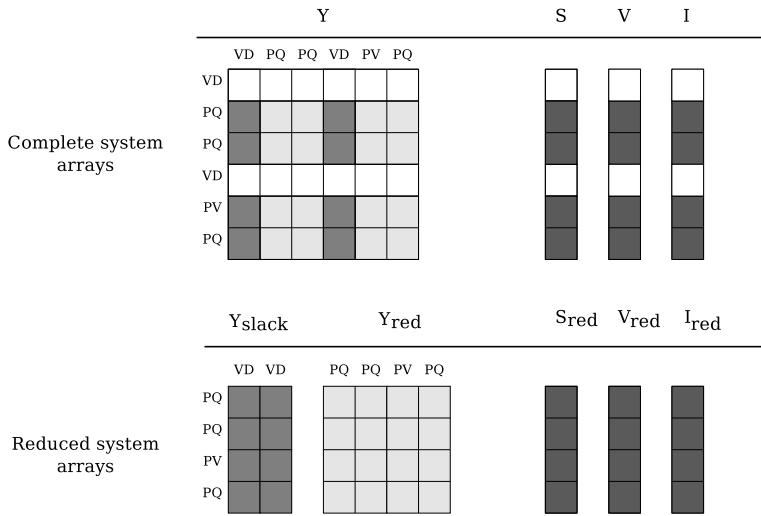 Y S V I
VD PQ PQ VD PV PQ
VD
PQ
PQ
VD
PV
PQ
Complete system
arrays
Yslack Yred Sred Vred Ired
VD VD PQ PQ PV PQ
PQ
PQ
PV
PQ
Reduced system
arrays